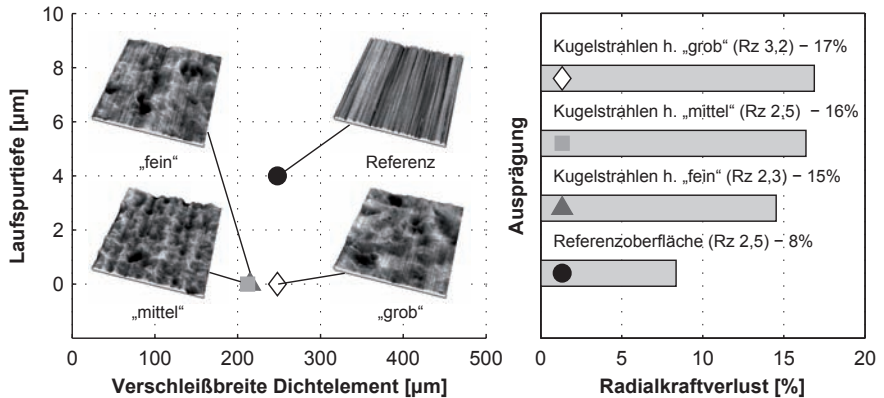 Laufspurtiefe [µm]
10
8
6
4
2
0
-2
„fein“
Referenz
„mittel“
„grob“
0
100
200
300
400
500
Verschleißbreite Dichtelement [µm]
Ausprägung
Kugelstrahlen h. „grob“ (Rz 3,2) – 17%
Kugelstrahlen h. „mittel“ (Rz 2,5) – 16%
Kugelstrahlen h. „fein“ (Rz 2,3) – 15%
Referenzoberfläche (Rz 2,5) – 8%
0
5
10
15
20
Radialkraftverlust [%]